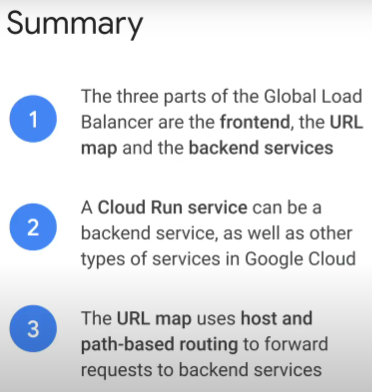 Summary
1
The three parts of the Global Load
Balancer are the frontend, the URL
map and the backend services
2
A Cloud Run service can be a
backend service, as well as other
types of services in Google Cloud
3
The URL map uses host and
path-based routing to forward
requests to backend services